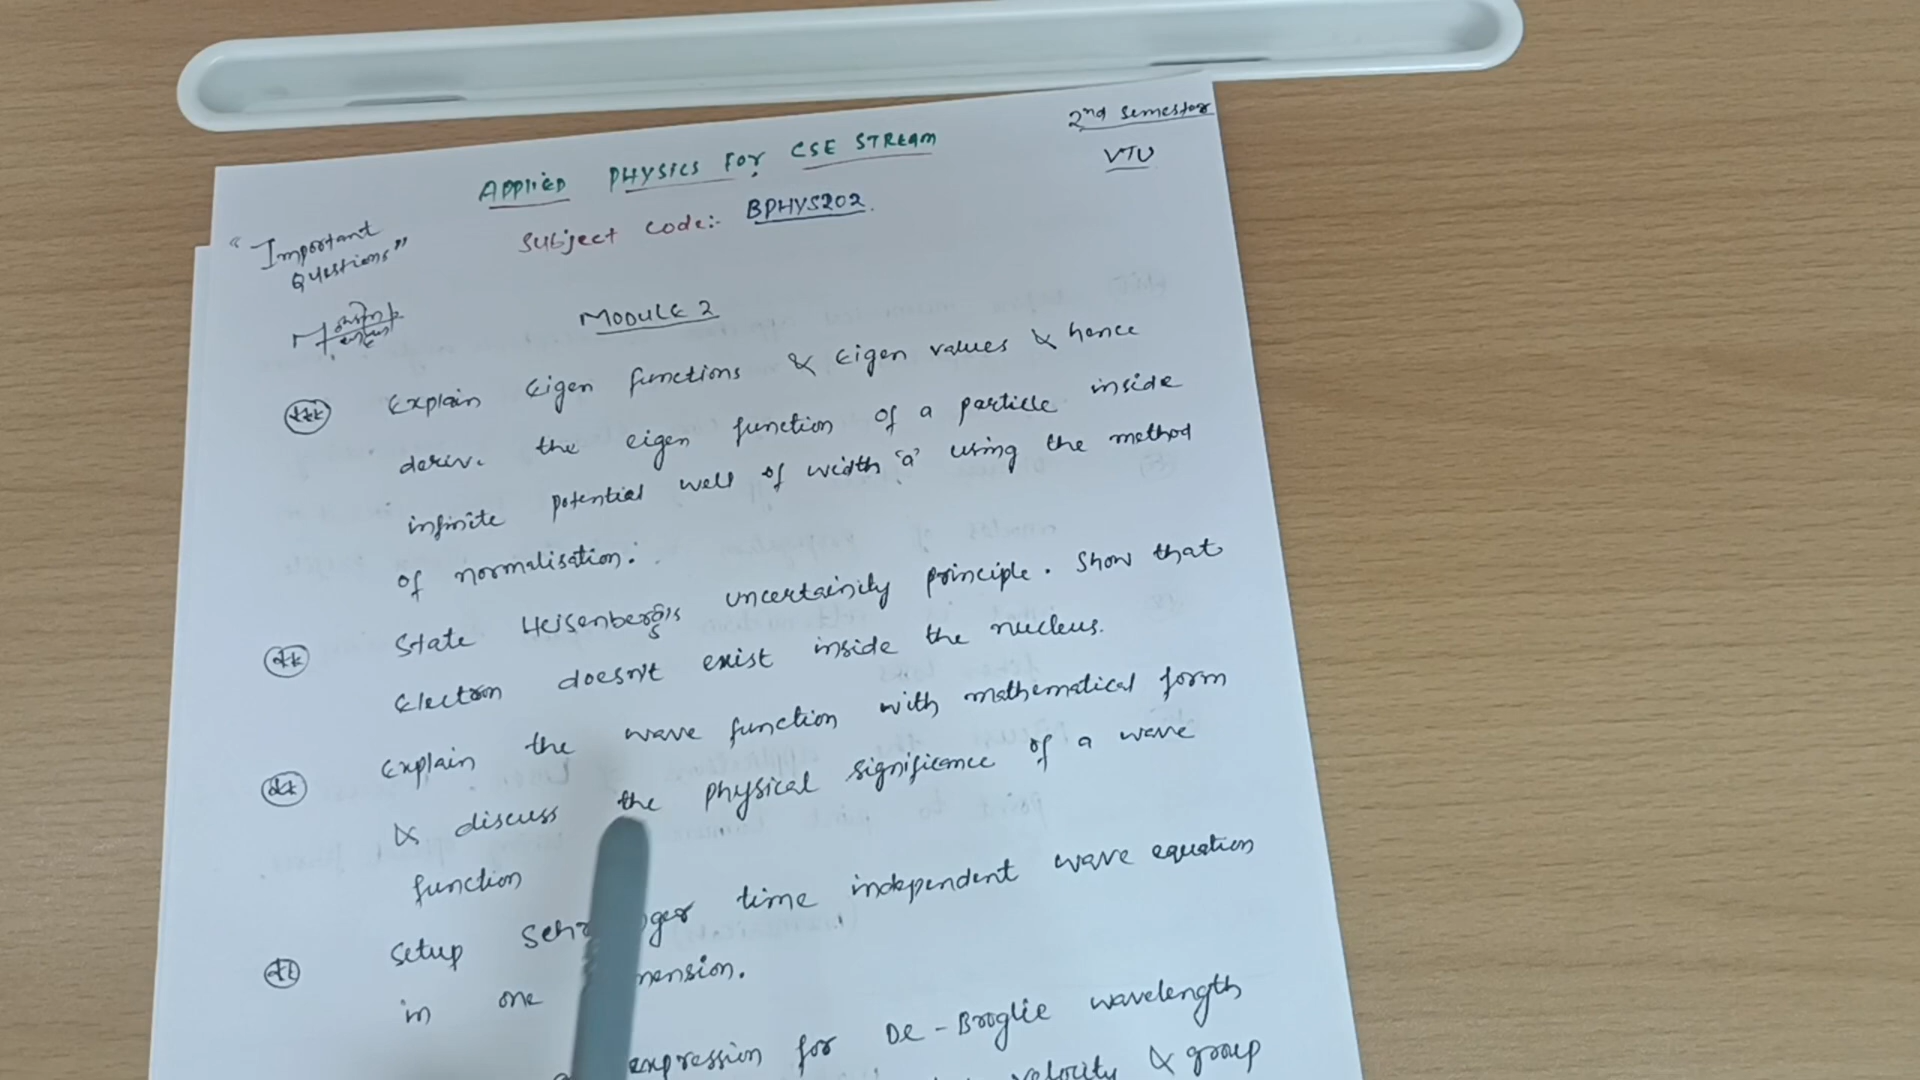 2nd Semester
VTU
APPLIED PHYSICS FOR CSE STREAM
Subject Code:- BPHYS202.
"Important
Questions"
MODULE 2
Explain Eigen functions & Eigen values & hence
derive the eigen function of a particle inside
infinite potential well of width 'a' using the method
of normalisation.
State Heisenberg's uncertainity principle. Show that
Electron doesn't exist inside the nucleus.
Explain the wave function with mathematical form
& discuss the physical significance of a wave
function
Setup time independent wave equation
in one
expression for De-Broglie wavelength
velocity & group